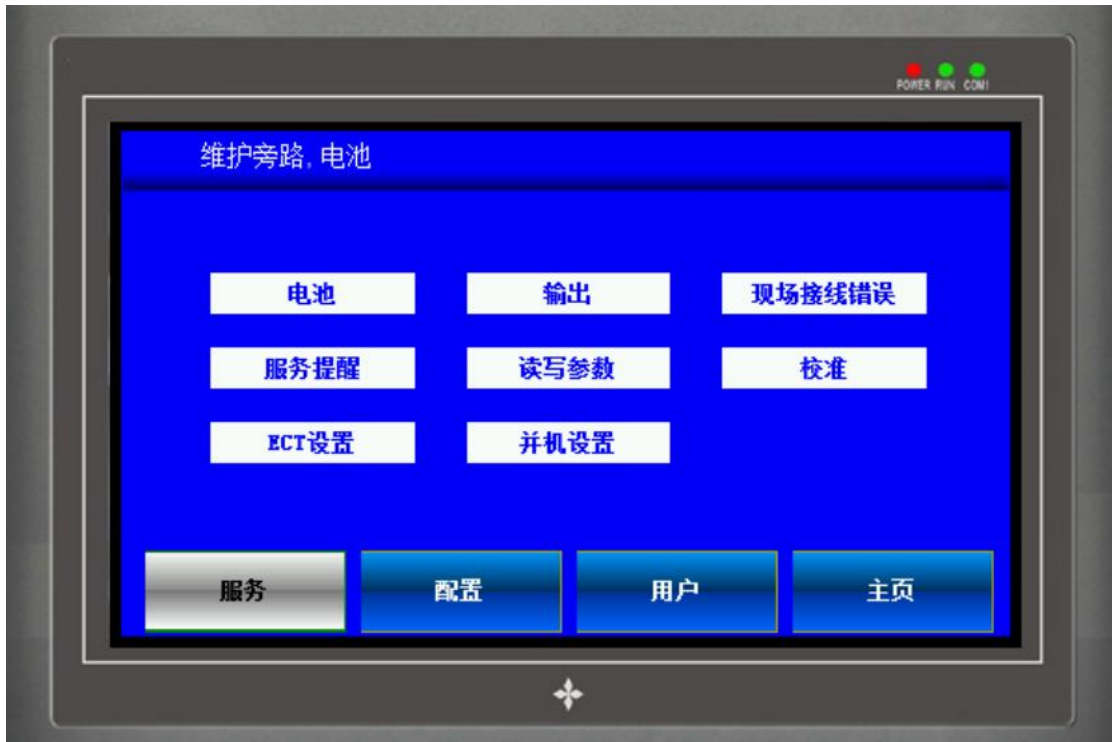 POWER RUN COM1
维护旁路,电池
电池 输出 现场接线错误
服务提醒 读写参数 校准
ECT设置 并机设置
服务 配置 用户 主页